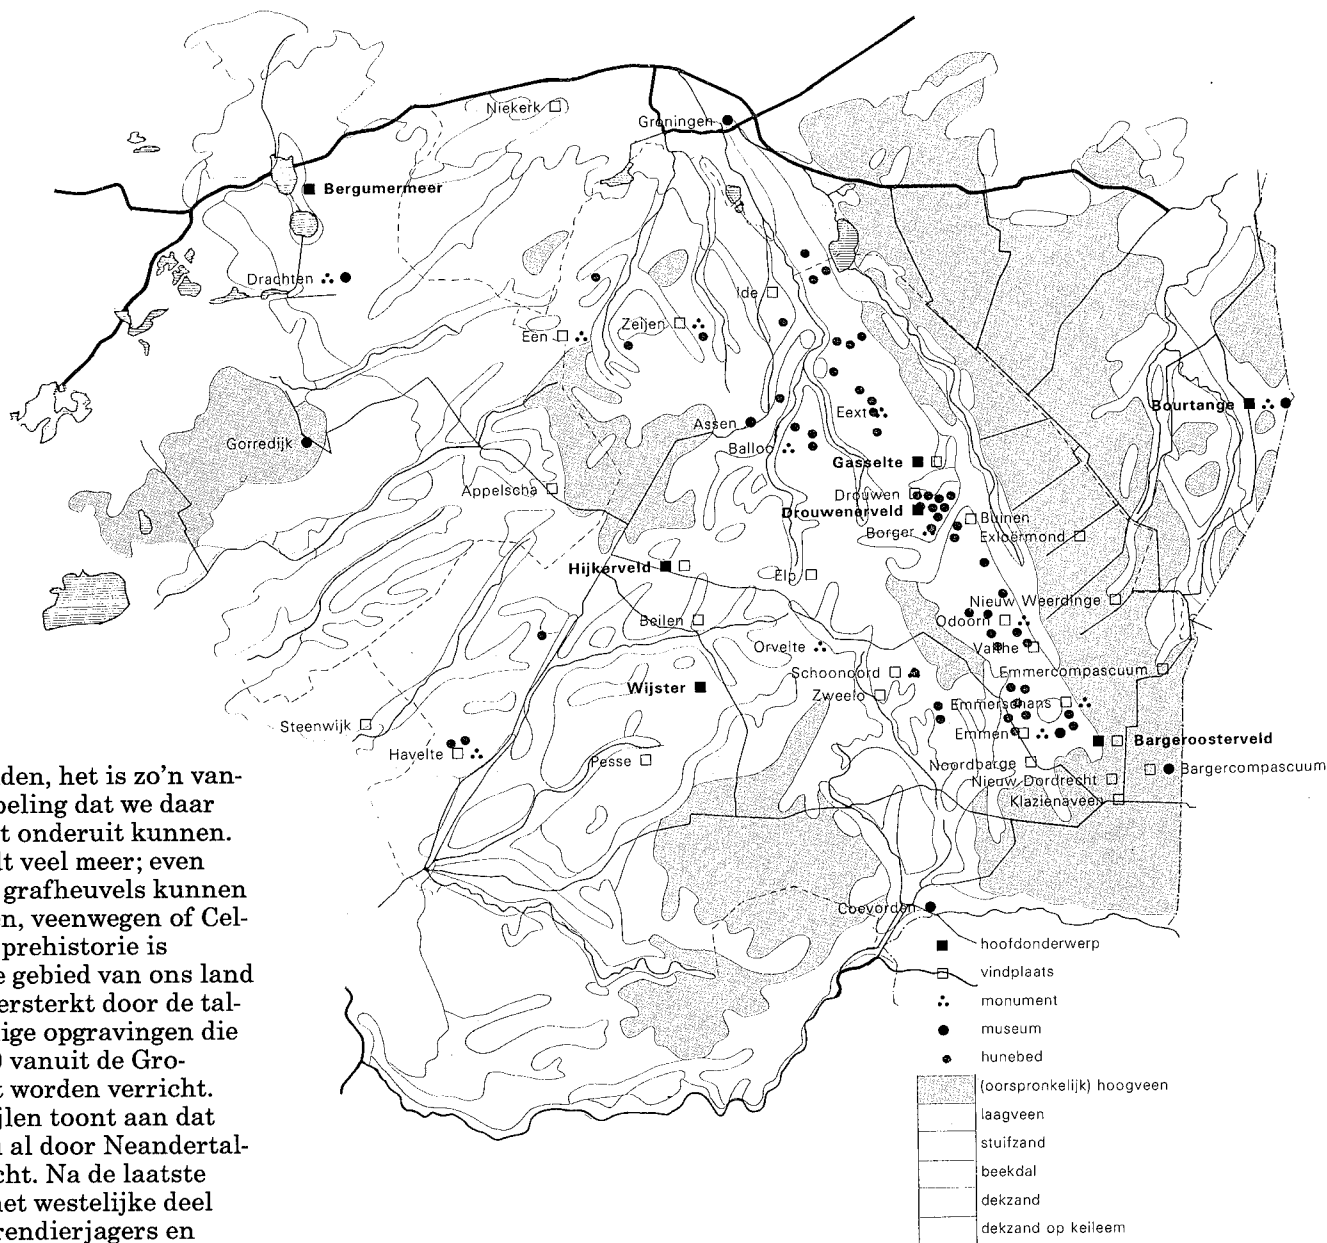 Niekerk
Groningen
Bergumermeer
Drachten
Ide
Zeijen
Een
Bourtange
Eext
Assen
Gorredijk
Balloo
Gasselte
Appelscha
Drouwen
Drouwenerveld
Buinen
Borger
Exloërmond
Hijkerveld
Elp
Nieuw Weerdinge
Beilen
Odoorn
Orvelte
Valthe
Schoonoord
Emmercompascuum
Wijster
Zweelo
Emmerschans
Steenwijk
Emmen
Bargeroosterveld
Havelte
Pesse
Noordbarge
Bargercompascuum
Nieuw Dordrecht
Klazienaveen
Coevorden
den, het is zo'n van-
peling dat we daar
t onderuit kunnen.
lt veel meer; even
grafheuvels kunnen
en, veenwegen of Cel-
prehistorie is
e gebied van ons land
ersterkt door de tal-
ige opgravingen die
vanuit de Gro-
t worden verricht.
jlen toont aan dat
al door Neandertal-
cht. Na de laatste
het westelijke deel
rendierjagers en
hoofdonderwerp
vindplaats
monument
museum
hunebed
(oorspronkelijk) hoogveen
laagveen
stuifzand
beekdal
dekzand
dekzand op keileem